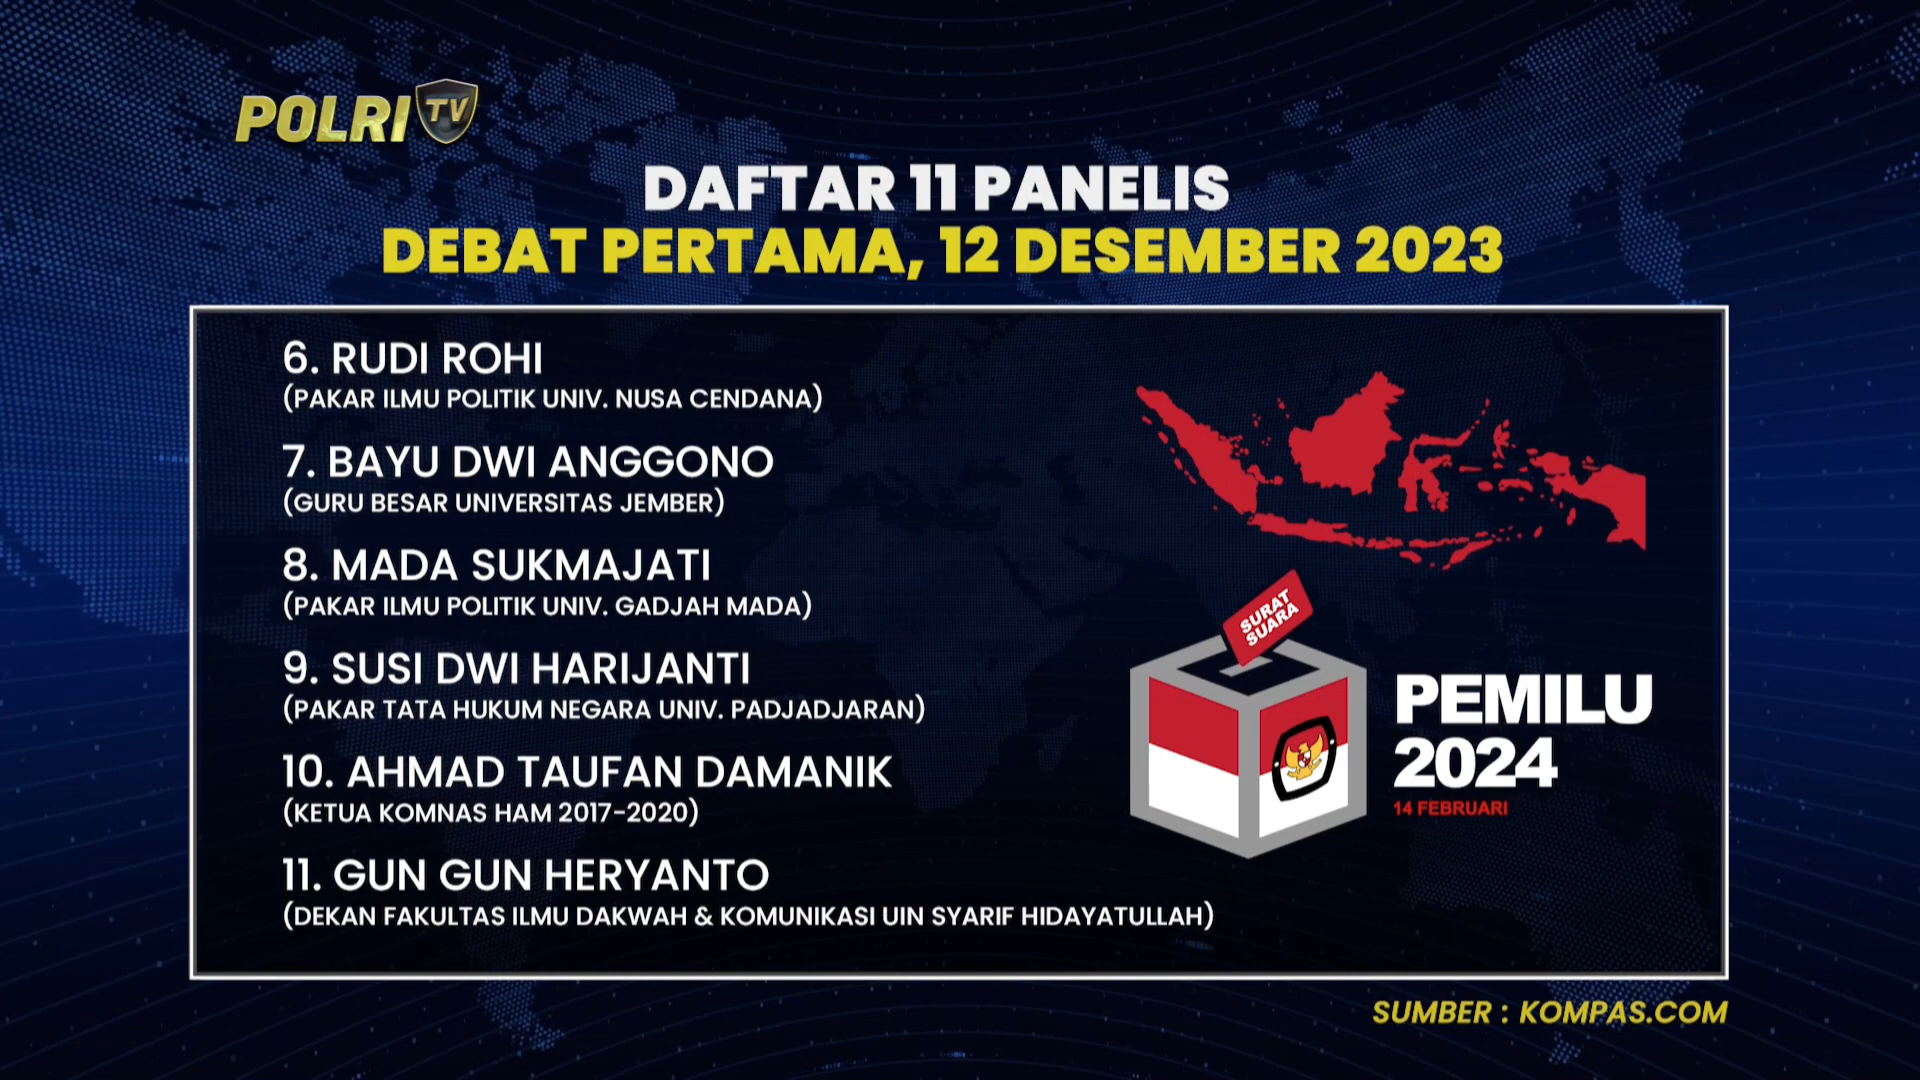 POLRI TV
DAFTAR 11 PANELIS
DEBAT PERTAMA, 12 DESEMBER 2023
6. RUDI ROHI
(PAKAR ILMU POLITIK UNIV. NUSA CENDANA)
7. BAYU DWI ANGGONO
(GURU BESAR UNIVERSITAS JEMBER)
8. MADA SUKMAJATI
(PAKAR ILMU POLITIK UNIV. GADJAH MADA)
9. SUSI DWI HARIJANTI
(PAKAR TATA HUKUM NEGARA UNIV. PADJADJARAN)
10. AHMAD TAUFAN DAMANIK
(KETUA KOMNAS HAM 2017-2020)
11. GUN GUN HERYANTO
(DEKAN FAKULTAS ILMU DAKWAH & KOMUNIKASI UIN SYARIF HIDAYATULLAH)
SURAT
SUARA
PEMILU
2024
14 FEBRUARI
SUMBER : KOMPAS.COM